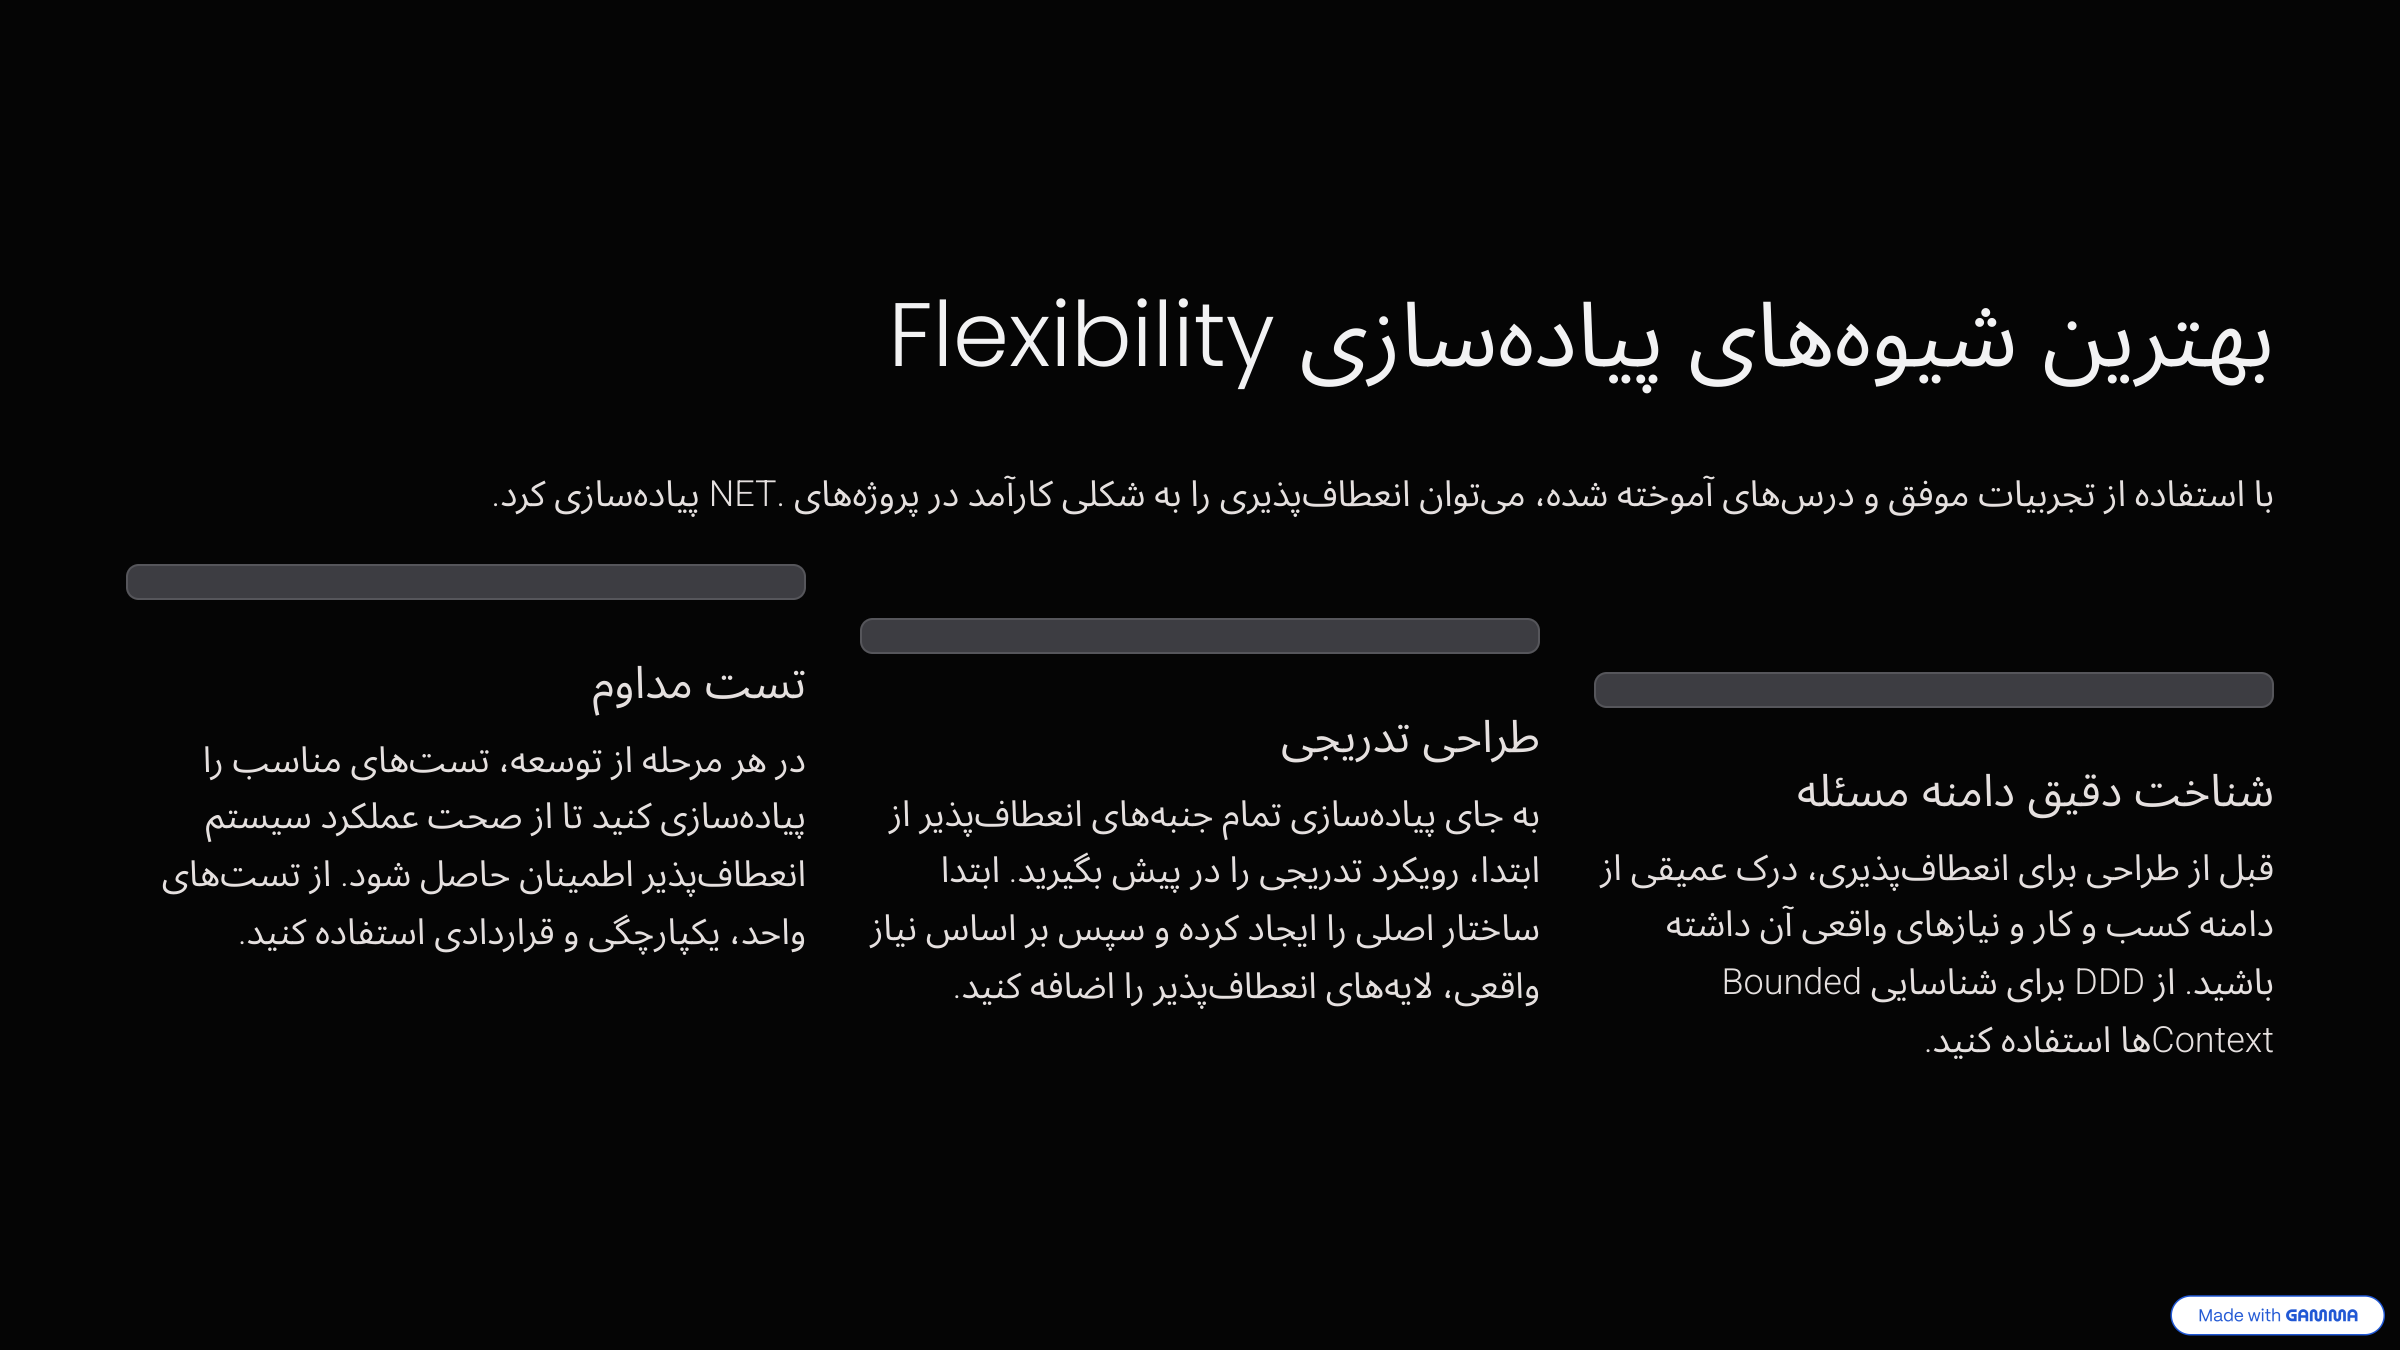 بهترین شیوه‌های پیاده‌سازی Flexibility
با استفاده از تجربیات موفق و درس‌های آموخته شده، می‌توان انعطاف‌پذیری را به شکلی کارآمد در پروژه‌های .NET پیاده‌سازی کرد.
شناخت دقیق دامنه مسئله
قبل از طراحی برای انعطاف‌پذیری، درک عمیقی از
دامنه کسب و کار و نیازهای واقعی آن داشته
باشید. از DDD برای شناسایی Bounded
Contextها استفاده کنید.
طراحی تدریجی
به جای پیاده‌سازی تمام جنبه‌های انعطاف‌پذیر از
ابتدا، رویکرد تدریجی را در پیش بگیرید. ابتدا
ساختار اصلی را ایجاد کرده و سپس بر اساس نیاز
واقعی، لایه‌های انعطاف‌پذیر را اضافه کنید.
تست مداوم
در هر مرحله از توسعه، تست‌های مناسب را
پیاده‌سازی کنید تا از صحت عملکرد سیستم
انعطاف‌پذیر اطمینان حاصل شود. از تست‌های
واحد، یکپارچگی و قراردادی استفاده کنید.
Made with GAMMA